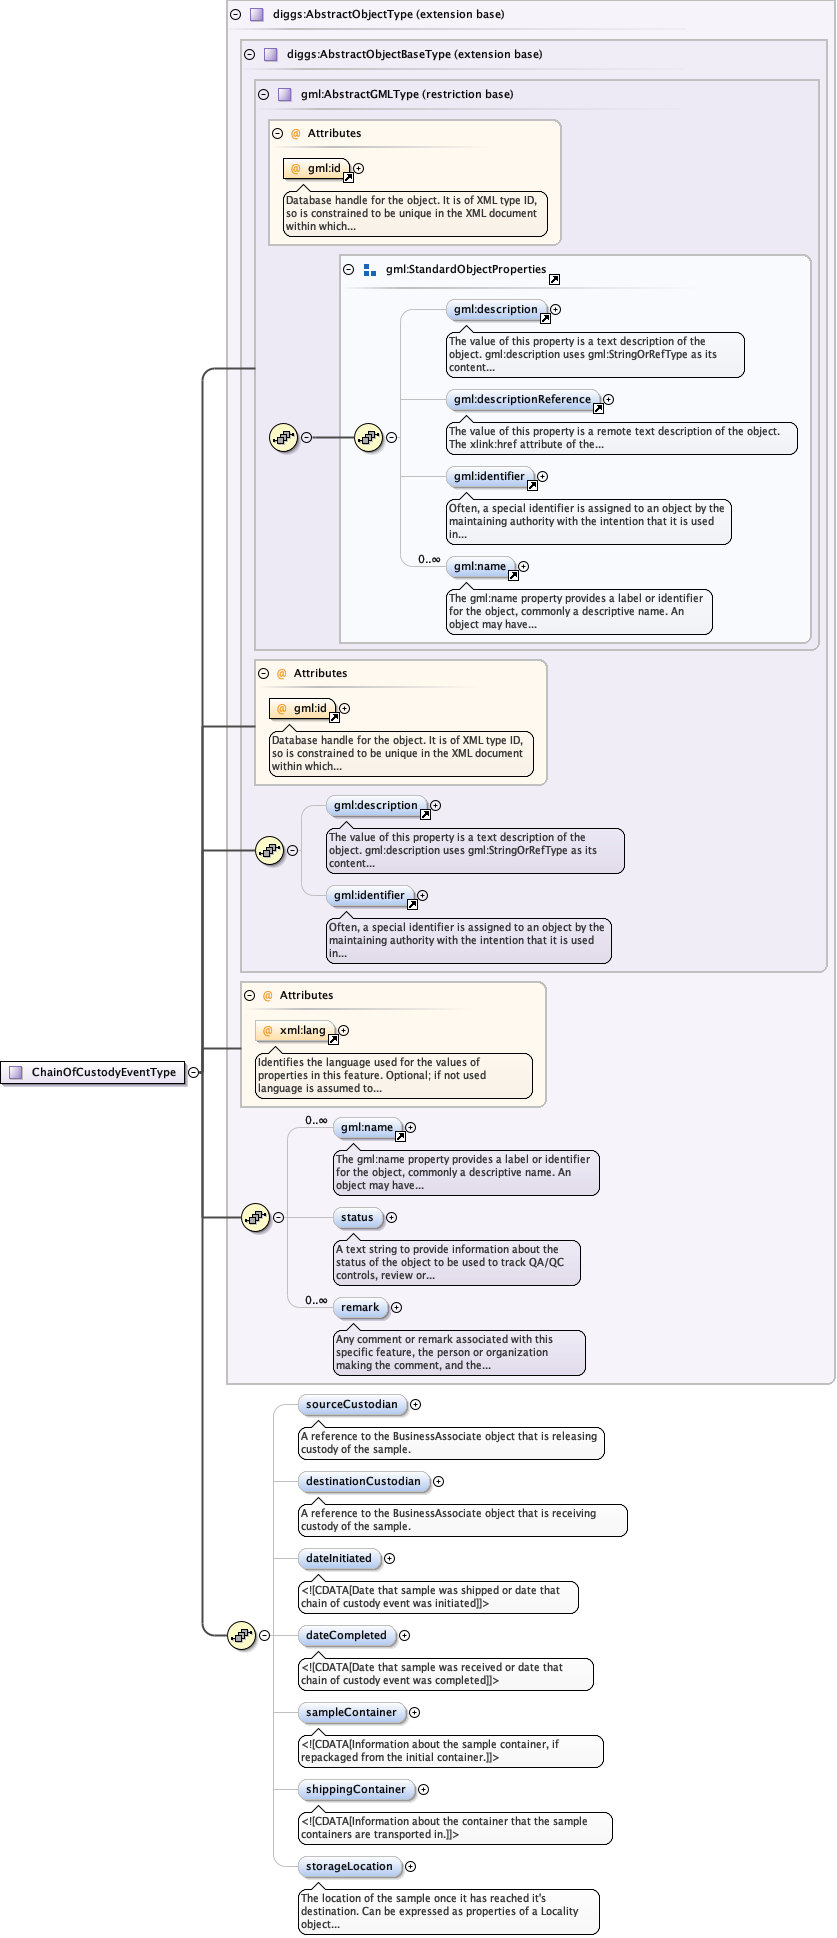 diggs:AbstractObjectType (extension base)
diggs:AbstractObjectBaseType (extension base)
gml:AbstractGMLType (restriction base)
@ Attributes
@ gml:id
Database handle for the object. It is of XML type ID,
so is constrained to be unique in the XML document
within which...
gml:StandardObjectProperties
gml:description
The value of this property is a text description of the
object. gml:description uses gml:StringOrRefType as its
content...
gml:descriptionReference
The value of this property is a remote text description of the object.
The xlink:href attribute of the...
gml:identifier
Often, a special identifier is assigned to an object by the
maintaining authority with the intention that it is used
in...
0..∞
gml:name
The gml:name property provides a label or identifier
for the object, commonly a descriptive name. An
object may have...
@ Attributes
@ gml:id
Database handle for the object. It is of XML type ID,
so is constrained to be unique in the XML document
within which...
gml:description
The value of this property is a text description of the
object. gml:description uses gml:StringOrRefType as its
content...
gml:identifier
Often, a special identifier is assigned to an object by the
maintaining authority with the intention that it is used
in...
@ Attributes
@ xml:lang
Identifies the language used for the values of
properties in this feature. Optional; if not used
language is assumed to...
ChainOfCustodyEventType
0..∞
gml:name
The gml:name property provides a label or identifier
for the object, commonly a descriptive name. An
object may have...
status
A text string to provide information about the
status of the object to be used to track QA/QC
controls, review or...
0..∞
remark
Any comment or remark associated with this
specific feature, the person or organization
making the comment, and the...
sourceCustodian
A reference to the BusinessAssociate object that is releasing
custody of the sample.
destinationCustodian
A reference to the BusinessAssociate object that is receiving
custody of the sample.
dateInitiated
<![CDATA[Date that sample was shipped or date that
chain of custody event was initiated]]>
dateCompleted
<![CDATA[Date that sample was received or date that
chain of custody event was completed]]>
sampleContainer
<![CDATA[Information about the sample container, if
repackaged from the initial container.]]>
shippingContainer
<![CDATA[Information about the container that the sample
containers are transported in.]]>
storageLocation
The location of the sample once it has reached it's
destination. Can be expressed as properties of a Locality
object...